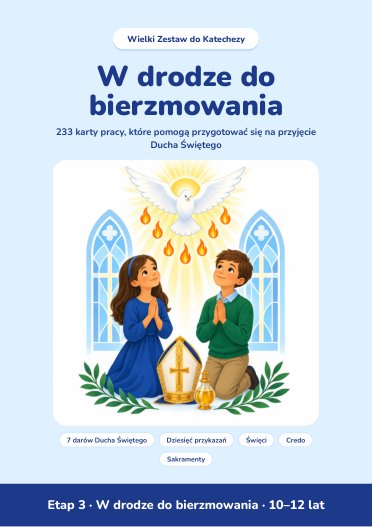 Wielki Zestaw do Katechezy
W drodze do
bierzmowania
233 karty pracy, które pomogą przygotować się na przyjęcie
Ducha Świętego
7 darów Ducha Świętego
Dziesięć przykazań
Święci
Credo
Sakramenty
Etap 3 · W drodze do bierzmowania · 10–12 lat